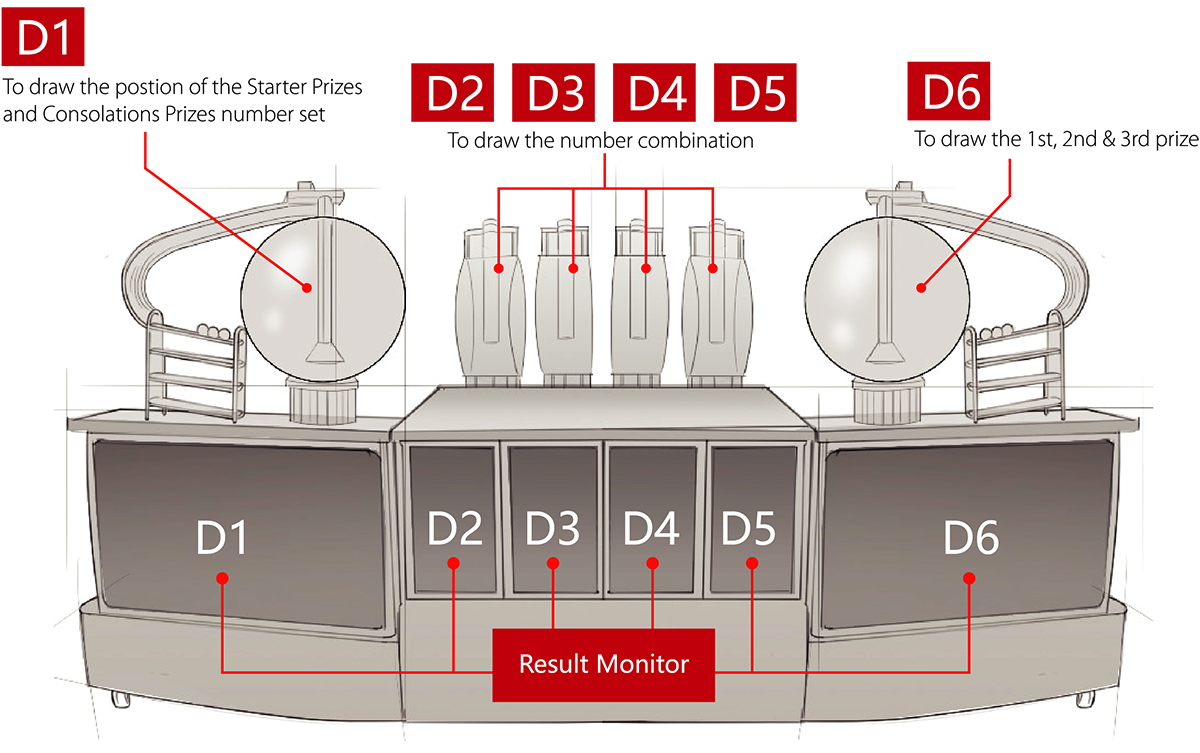 D1
To draw the postion of the Starter Prizes
and Consolations Prizes number set
D2 D3 D4 D5
To draw the number combination
D6
To draw the 1st, 2nd & 3rd prize
D1 D2 D3 D4 D5 D6
Result Monitor